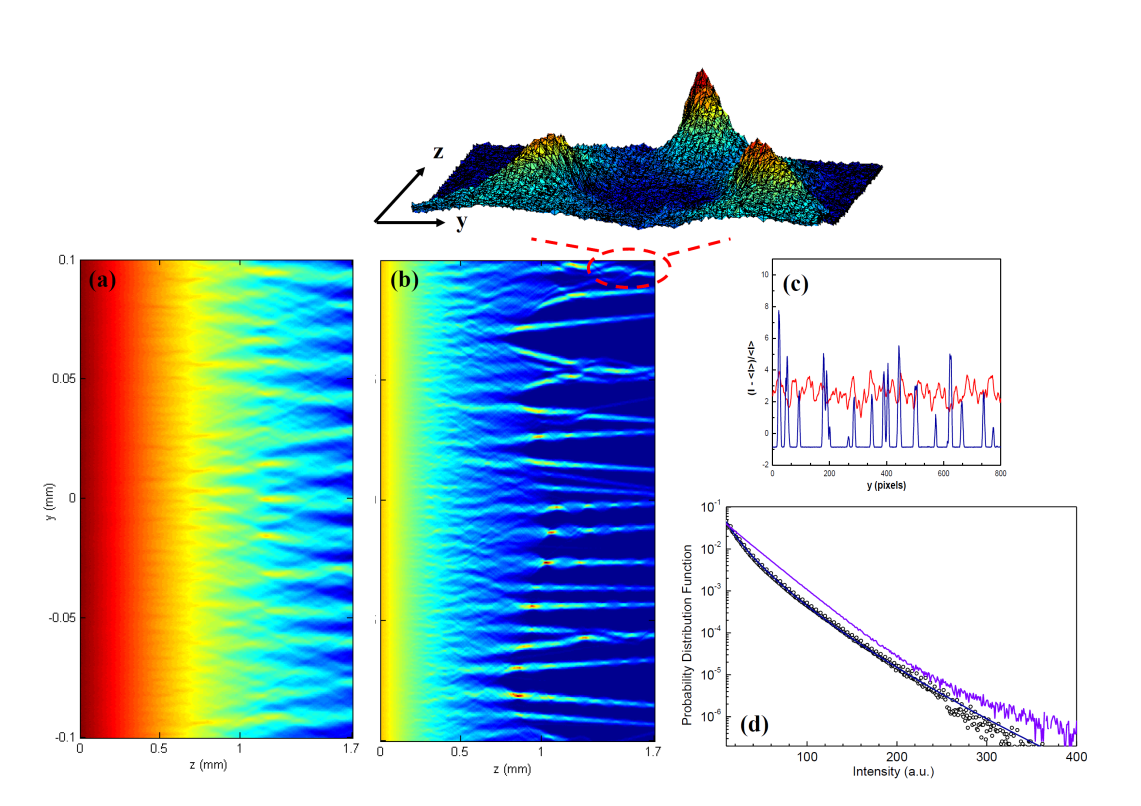 z
y
(a)
0.1
0.05
0
-0.05
-0.1
y (mm)
0
0.5
1
1.7
z (mm)
(b)
0
0.5
1
1.7
z (mm)
(c)
10
8
6
4
2
0
-2
(I - <I>)/<I>
0
200
400
600
800
y (pixels)
10-1
10-2
10-3
10-4
10-5
10-6
Probability Distribution Function
(d)
100
200
300
400
Intensity (a.u.)